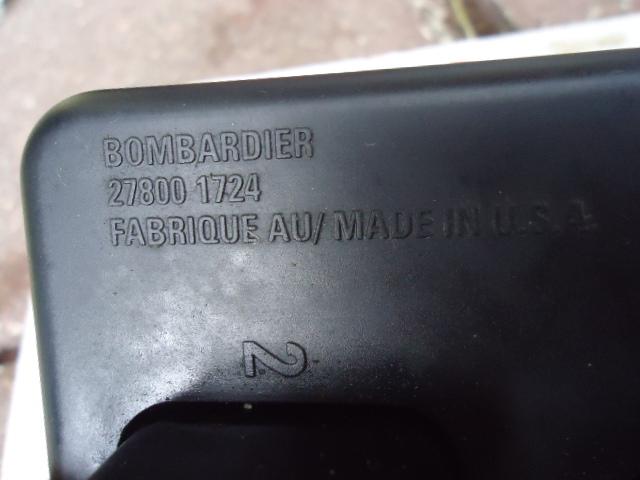 BOMBARDIER
27800 1724
FABRIQUE AU/ MADE IN U.S.A
2